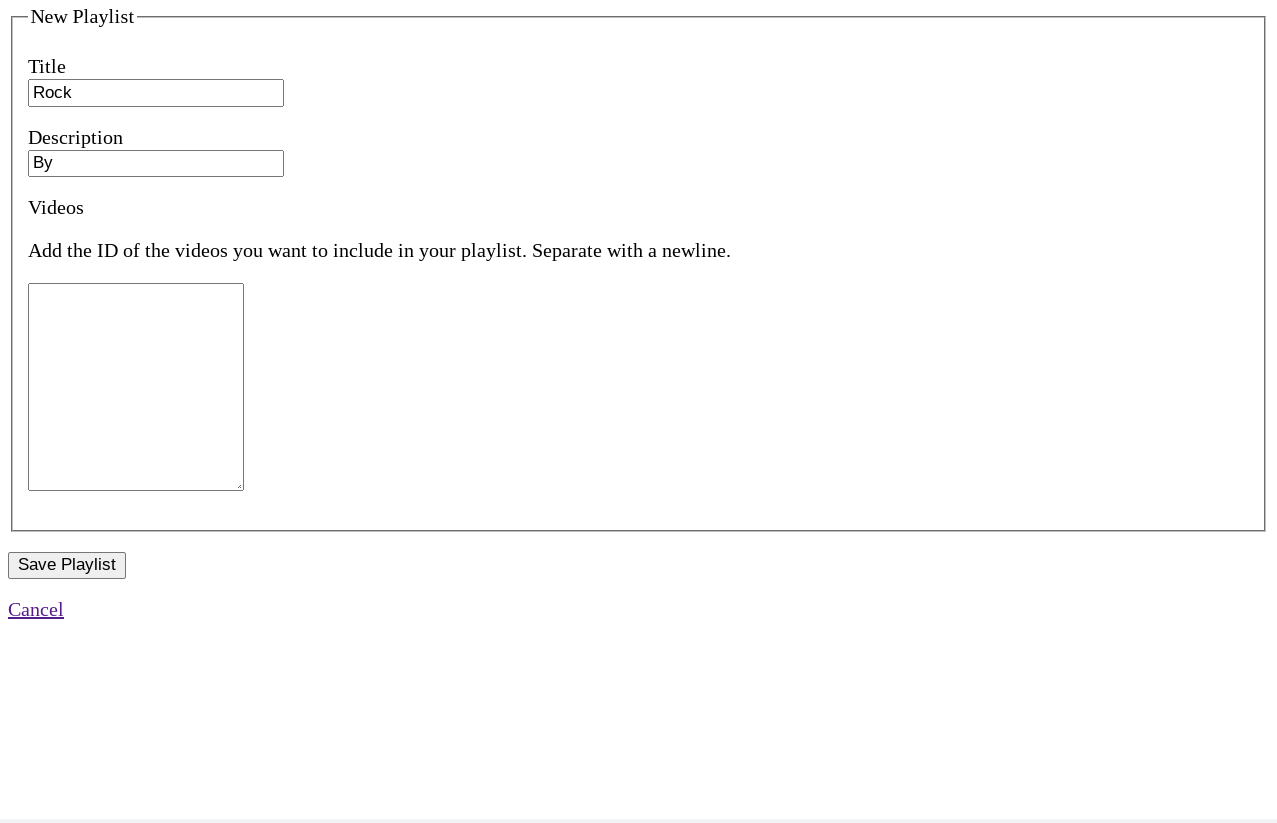 New Playlist
Title
Rock
Description
By
Videos
Add the ID of the videos you want to include in your playlist. Separate with a newline.
Save Playlist
Cancel